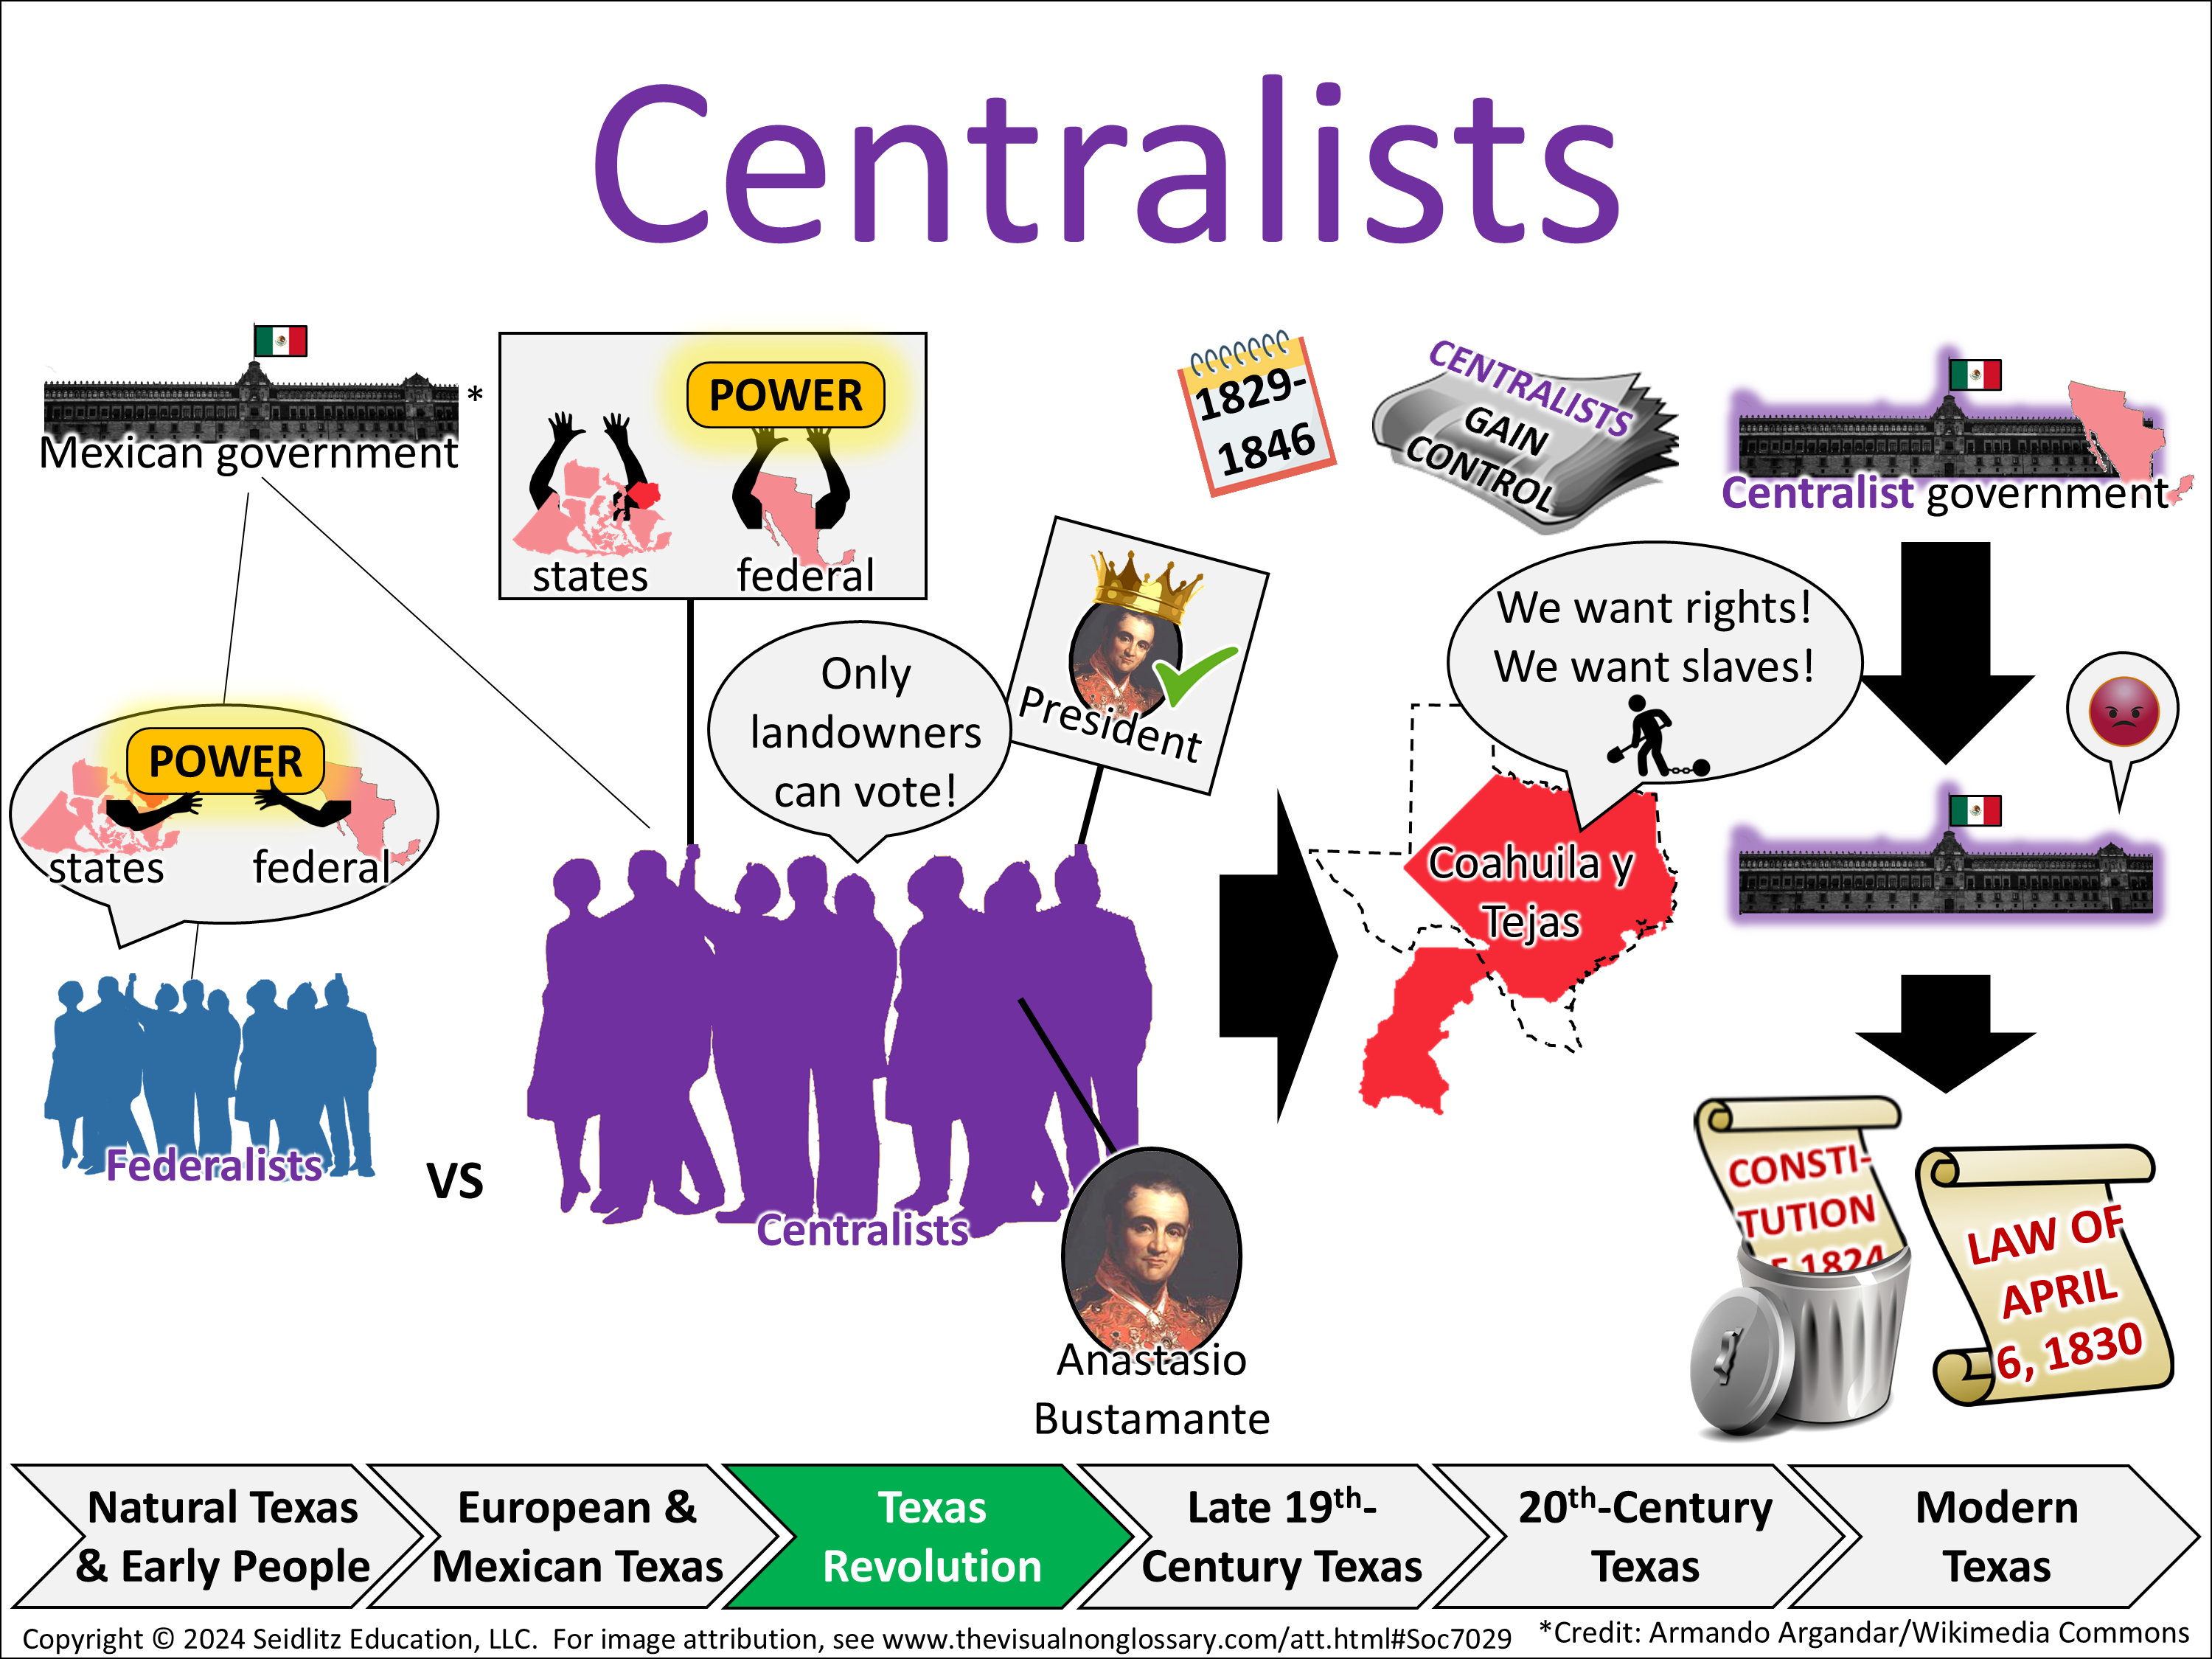 Centralists
Mexican government
*
POWER
states
federal
1829-
1846
CENTRALISTS
GAIN
CONTROL
Centralist government
POWER
states
federal
Federalists
VS
Only
landowners
can vote!
President
Centralists
Anastasio
Bustamante
We want rights!
We want slaves!
Coahuila y
Tejas
CONSTI-
TUTION
1824
LAW OF
APRIL
6, 1830
Natural Texas
& Early People
European &
Mexican Texas
Texas
Revolution
Late 19th-
Century Texas
20th-Century
Texas
Modern
Texas
Copyright © 2024 Seidlitz Education, LLC.  For image attribution, see www.thevisualnonglossary.com/att.html#Soc7029
*Credit: Armando Argandar/Wikimedia Commons